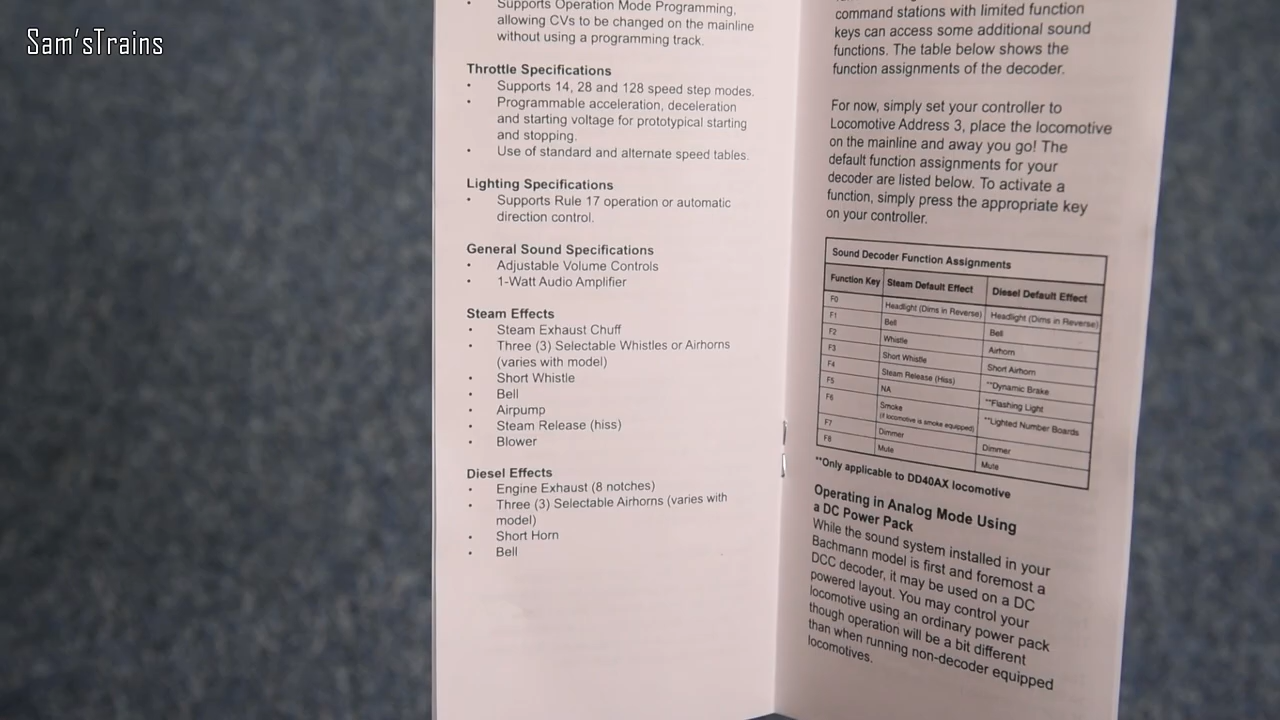 Sam'sTrains
Supports Operation Mode Programming,
allowing CVs to be changed on the mainline
without using a programming track.
Throttle Specifications
• Supports 14, 28 and 128 speed step modes.
• Programmable acceleration, deceleration
and starting voltage for prototypical starting
and stopping.
• Use of standard and alternate speed tables.
Lighting Specifications
• Supports Rule 17 operation or automatic
direction control.
General Sound Specifications
• Adjustable Volume Controls
• 1-Watt Audio Amplifier
Steam Effects
• Steam Exhaust Chuff
• Three (3) Selectable Whistles or Airhorns
(varies with model)
• Short Whistle
• Bell
• Airpump
• Steam Release (hiss)
• Blower
Diesel Effects
• Engine Exhaust (8 notches)
• Three (3) Selectable Airhorns (varies with
model)
• Short Horn
• Bell
command stations with limited function
keys can access some additional sound
functions. The table below shows the
function assignments of the decoder.
For now, simply set your controller to
Locomotive Address 3, place the locomotive
on the mainline and away you go! The
default function assignments for your
decoder are listed below. To activate a
function, simply press the appropriate key
on your controller.
Sound Decoder Function Assignments
Function Key Steam Default Effect Diesel Default Effect
F0 Headlight (Dims in Reverse) Headlight (Dims in Reverse)
F1 Bell Bell
F2 Whistle Airhorn
F3 Short Whistle Short Airhorn
F4 Steam Release (Hiss) **Dynamic Brake
F5 NA **Flashing Light
F6 Smoke **Lighted Number Boards
(if locomotive is smoke equipped)
F7 Dimmer Dimmer
F8 Mute Mute
**Only applicable to DD40AX locomotive
Operating in Analog Mode Using
a DC Power Pack
While the sound system installed in your
Bachmann model is first and foremost a
DCC decoder, it may be used on a DC
powered layout. You may control your
locomotive using an ordinary power pack
though operation will be a bit different
than when running non-decoder equipped
locomotives.